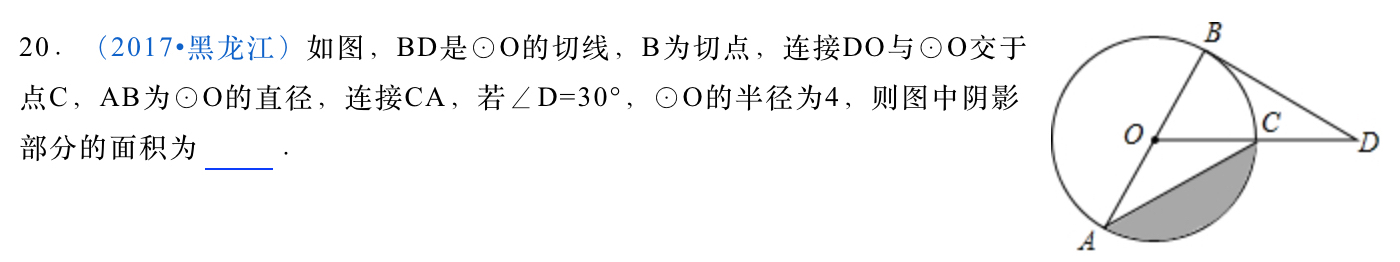 20．（2017•黑龙江）如图，BD是⊙O的切线，B为切点，连接DO与⊙O交于
点C，AB为⊙O的直径，连接CA，若∠D=30°，⊙O的半径为4，则图中阴影
部分的面积为____．
B
O
C
D
A